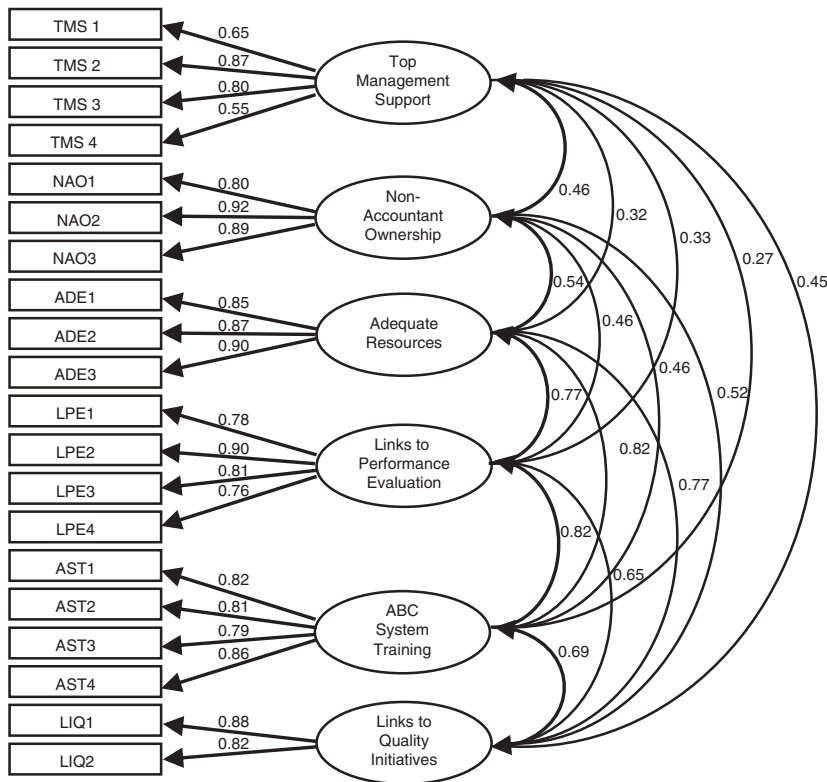 TMS 1
TMS 2
TMS 3
TMS 4
NAO1
NAO2
NAO3
ADE1
ADE2
ADE3
LPE1
LPE2
LPE3
LPE4
AST1
AST2
AST3
AST4
LIQ1
LIQ2
0.65
0.87
0.80
0.55
0.80
0.92
0.89
0.85
0.87
0.90
0.78
0.90
0.81
0.76
0.82
0.81
0.79
0.86
0.88
0.82
Top
Management
Support
Non-
Accountant
Ownership
Adequate
Resources
Links to
Performance
Evaluation
ABC
System
Training
Links to
Quality
Initiatives
0.46
0.32
0.33
0.27
0.45
0.54
0.46
0.46
0.52
0.77
0.82
0.77
0.82
0.65
0.69